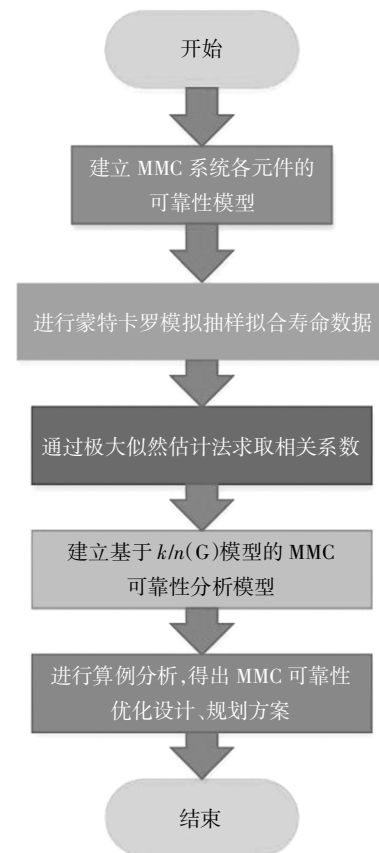 开始
建立 MMC 系统各元件的
可靠性模型
进行蒙特卡罗模拟抽样拟合寿命数据
通过极大似然估计法求取相关系数
建立基于 k/n(G)模型的 MMC
可靠性分析模型
进行算例分析,得出 MMC 可靠性
优化设计、规划方案
结束